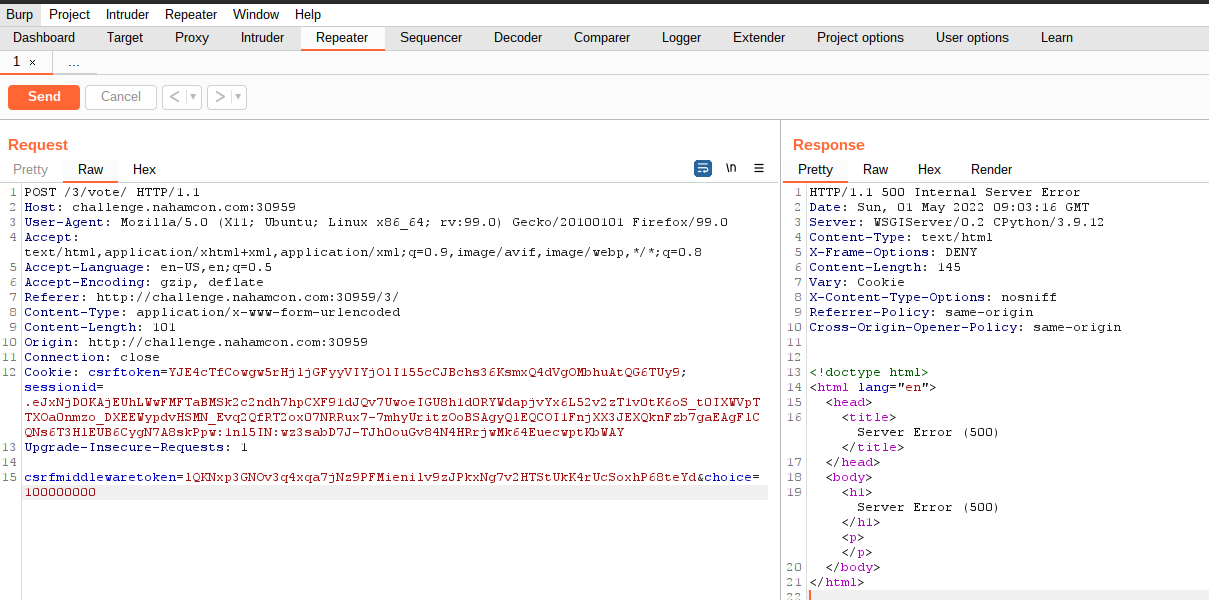 Burp Project Intruder Repeater Window Help
Dashboard Target Proxy Intruder Repeater Sequencer Decoder Comparer Logger Extender Project options User options Learn
1 × ...
Send Cancel < >
Request
Pretty Raw Hex \n
1 POST /3/vote/ HTTP/1.1
2 Host: challenge.nahamcon.com:30959
3 User-Agent: Mozilla/5.0 (X11; Ubuntu; Linux x86_64; rv:99.0) Gecko/20100101 Firefox/99.0
4 Accept:
text/html,application/xhtml+xml,application/xml;q=0.9,image/avif,image/webp,*/*;q=0.8
5 Accept-Language: en-US,en;q=0.5
6 Accept-Encoding: gzip, deflate
7 Referer: http://challenge.nahamcon.com:30959/3/
8 Content-Type: application/x-www-form-urlencoded
9 Content-Length: 101
10 Origin: http://challenge.nahamcon.com:30959
11 Connection: close
12 Cookie: csrftoken=YJE4cTfCowgw5rHjljGFyyVIYjOlI155cCJBchs36KsmxQ4dVgOMbhuAtQG6TUy9;
sessionid=
.eJxNjDOKAjEUhLWwFMFTaBMSk2c2ndh7hpCXF91dJQv7UwoeIGU8h1dORYWdapjvYx6L52v2zT1vOtK6oS_tOIXWVpT
TXOaOnmzo_DXEEWypdvHSMN_Evq2QfRT2ox07NRRux7-7mhyUritzOoBSAgyQlEQCOI1FnjXX3JEXQknFzb7gaEAgFlC
QNs6T3HlEUB6CygN7A8skPpw:1nl5IN:wz3sabD7J-TJhOouGv84N4HRrjwMk64EuecwptKbWAY
13 Upgrade-Insecure-Requests: 1
14
15 csrfmiddlewaretoken=lQKNxp3GNOv3q4xqa7jNz9PFMienilv9zJPkxNg7v2HTStUkK4rUcSoxhP68teYd&choice=
100000000
Response
Pretty Raw Hex Render
1 HTTP/1.1 500 Internal Server Error
2 Date: Sun, 01 May 2022 09:03:16 GMT
3 Server: WSGIServer/0.2 CPython/3.9.12
4 Content-Type: text/html
5 X-Frame-Options: DENY
6 Content-Length: 145
7 Vary: Cookie
8 X-Content-Type-Options: nosniff
9 Referrer-Policy: same-origin
10 Cross-Origin-Opener-Policy: same-origin
11
12
13 <!doctype html>
14 <html lang="en">
15 <head>
16 <title>
Server Error (500)
</title>
17 </head>
18 <body>
19 <h1>
Server Error (500)
</h1>
<p>
</p>
20 </body>
21 </html>
22